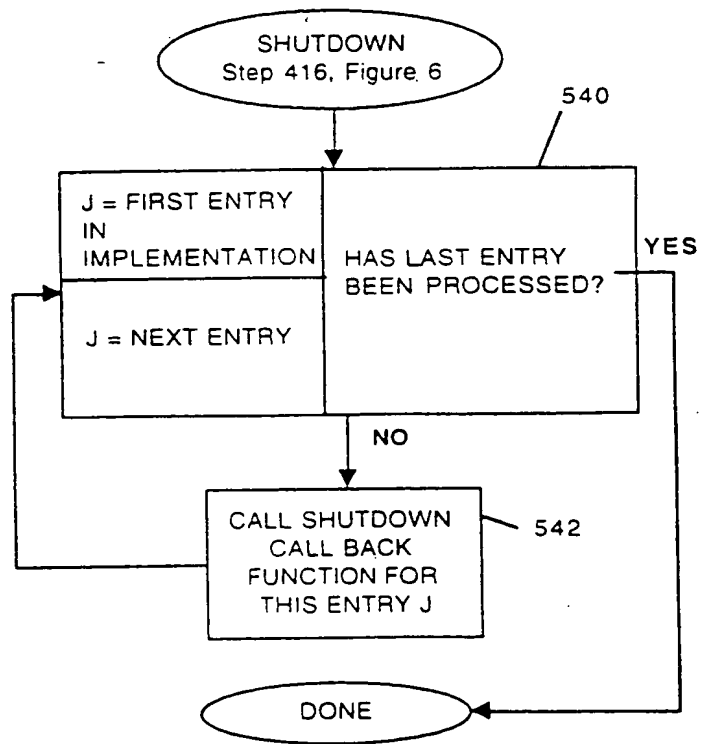 SHUTDOWN
Step 416, Figure 6
540
J = FIRST ENTRY
IN
IMPLEMENTATION
HAS LAST ENTRY
BEEN PROCESSED?
YES
J = NEXT ENTRY
NO
CALL SHUTDOWN
CALL BACK
FUNCTION FOR
THIS ENTRY J
542
DONE